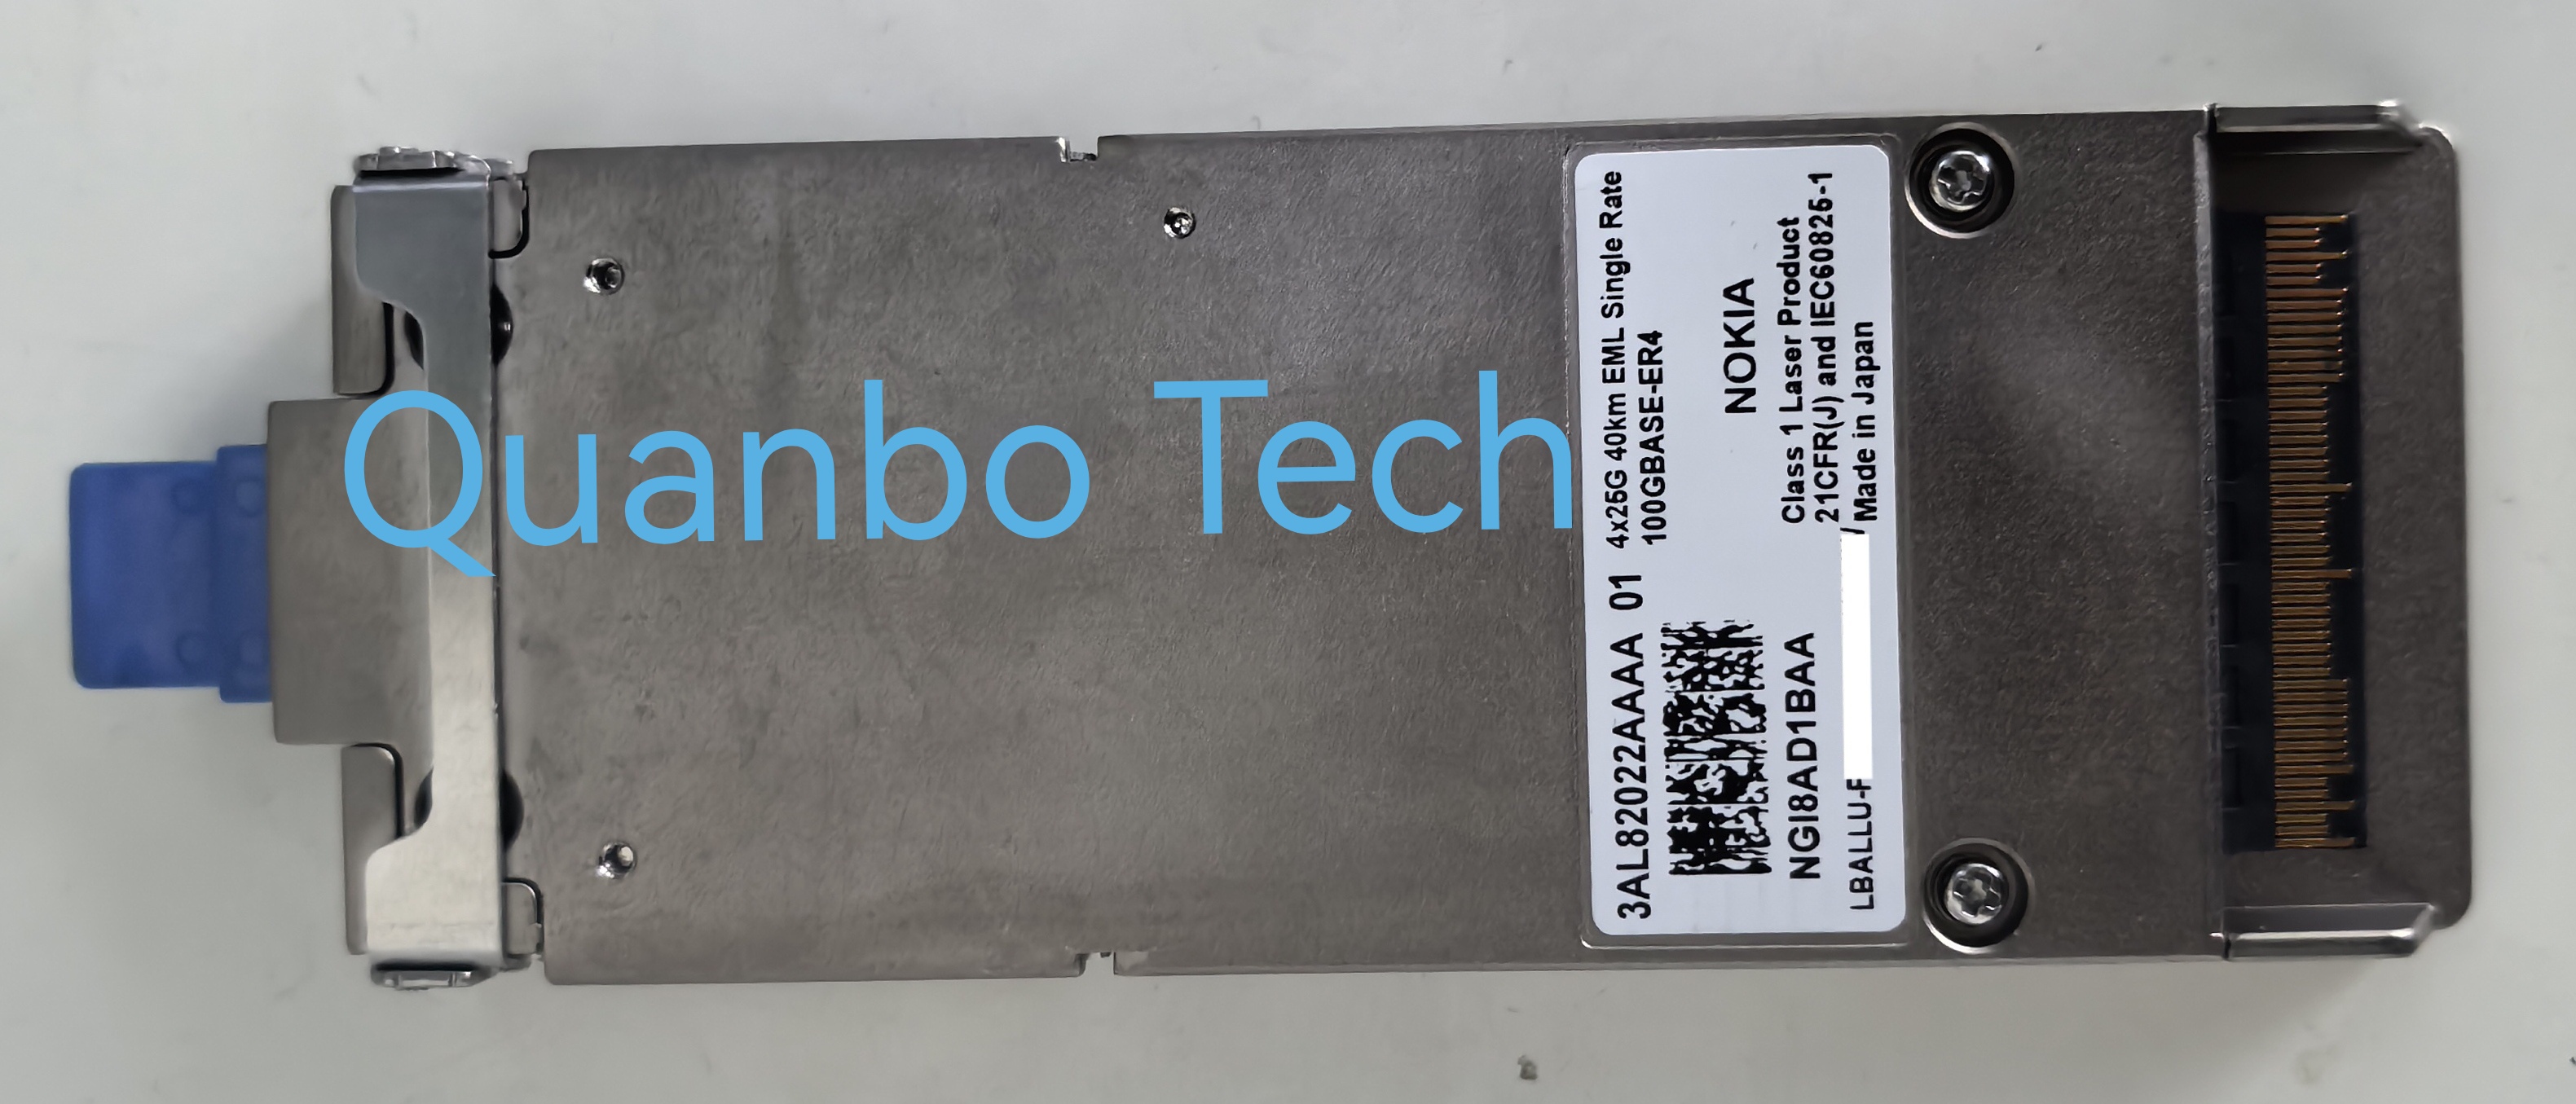 Quanbo Tech
3AL82022AAAA 01 4x25G 40km EML Single Rate
100GBASE-ER4
NOKIA
NGI8AD1BAA
Class 1 Laser Product
21CFR(J) and IEC60825-1
LBALLU-F / Made in Japan